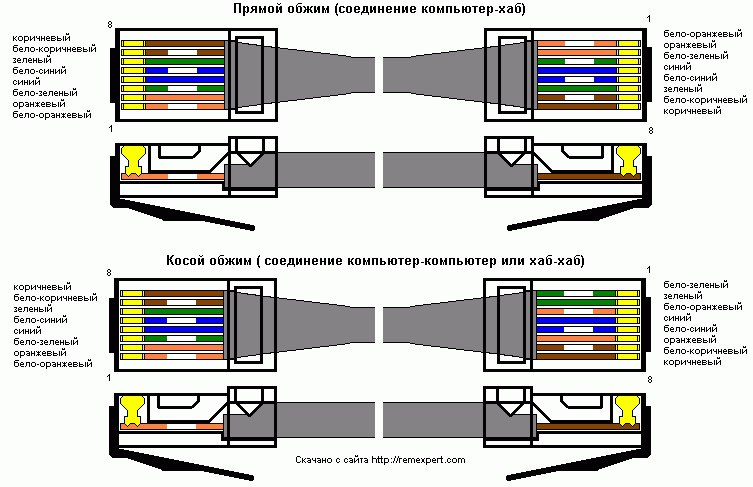 Прямой обжим (соединение компьютер-хаб)
8
коричневый
бело-коричневый
зеленый
бело-синий
синий
бело-зеленый
оранжевый
бело-оранжевый
1
1
бело-оранжевый
оранжевый
бело-зеленый
синий
бело-синий
зеленый
бело-коричневый
коричневый
8
Косой обжим ( соединение компьютер-компьютер или хаб-хаб)
8
коричневый
бело-коричневый
зеленый
бело-синий
синий
бело-зеленый
оранжевый
бело-оранжевый
1
1
бело-зеленый
зеленый
бело-оранжевый
синий
бело-синий
оранжевый
бело-коричневый
коричневый
8
Скачано с сайта http://remexpert.com